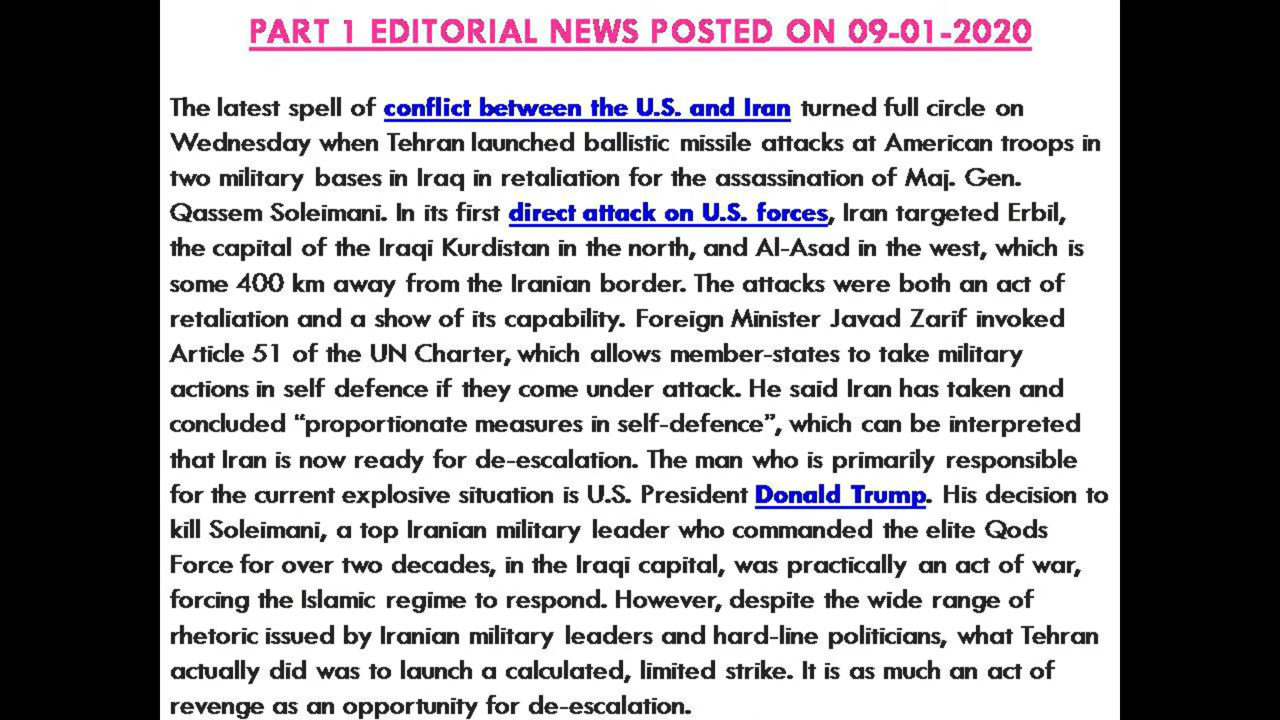 PART 1 EDITORIAL NEWS POSTED ON 09-01-2020
The latest spell of conflict between the U.S. and Iran turned full circle on
Wednesday when Tehran launched ballistic missile attacks at American troops in
two military bases in Iraq in retaliation for the assassination of Maj. Gen.
Qassem Soleimani. In its first direct attack on U.S. forces, Iran targeted Erbil,
the capital of the Iraqi Kurdistan in the north, and Al-Asad in the west, which is
some 400 km away from the Iranian border. The attacks were both an act of
retaliation and a show of its capability. Foreign Minister Javad Zarif invoked
Article 51 of the UN Charter, which allows member-states to take military
actions in self defence if they come under attack. He said Iran has taken and
concluded “proportionate measures in self-defence”, which can be interpreted
that Iran is now ready for de-escalation. The man who is primarily responsible
for the current explosive situation is U.S. President Donald Trump. His decision to
kill Soleimani, a top Iranian military leader who commanded the elite Qods
Force for over two decades, in the Iraqi capital, was practically an act of war,
forcing the Islamic regime to respond. However, despite the wide range of
rhetoric issued by Iranian military leaders and hard-line politicians, what Tehran
actually did was to launch a calculated, limited strike. It is as much an act of
revenge as an opportunity for de-escalation.